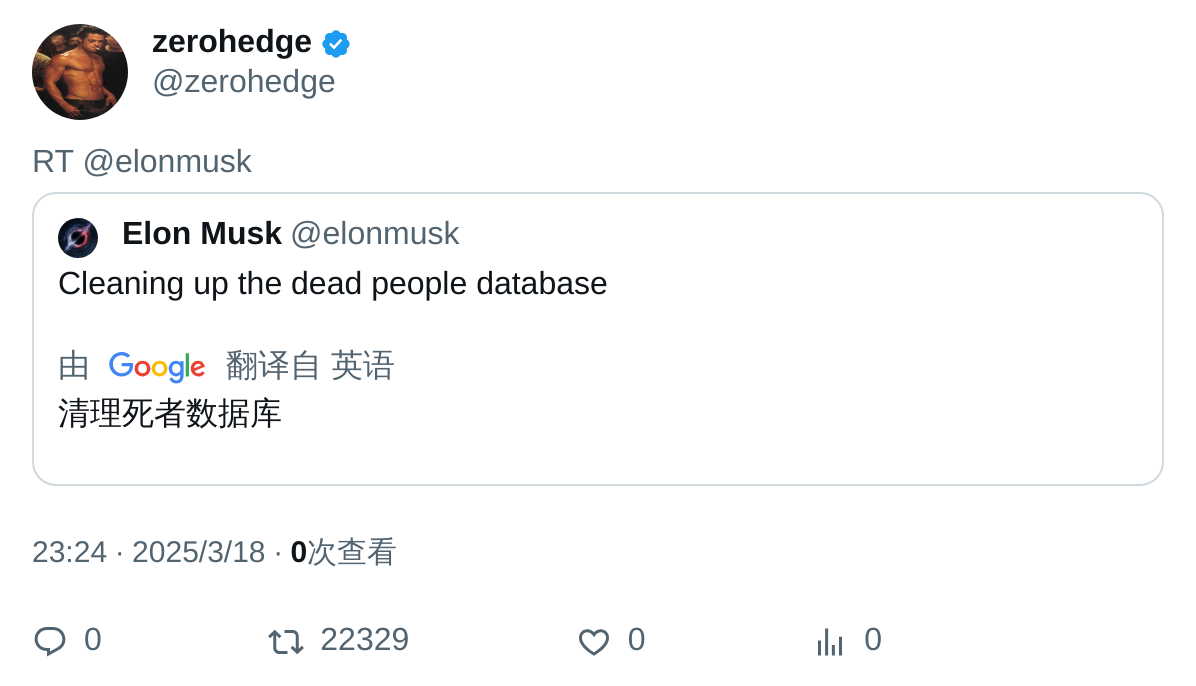 zerohedge
@zerohedge
RT @elonmusk
Elon Musk @elonmusk
Cleaning up the dead people database
由 Google 翻译自 英语
清理死者数据库
23:24 · 2025/3/18 · 0次查看
0 22329 0 0